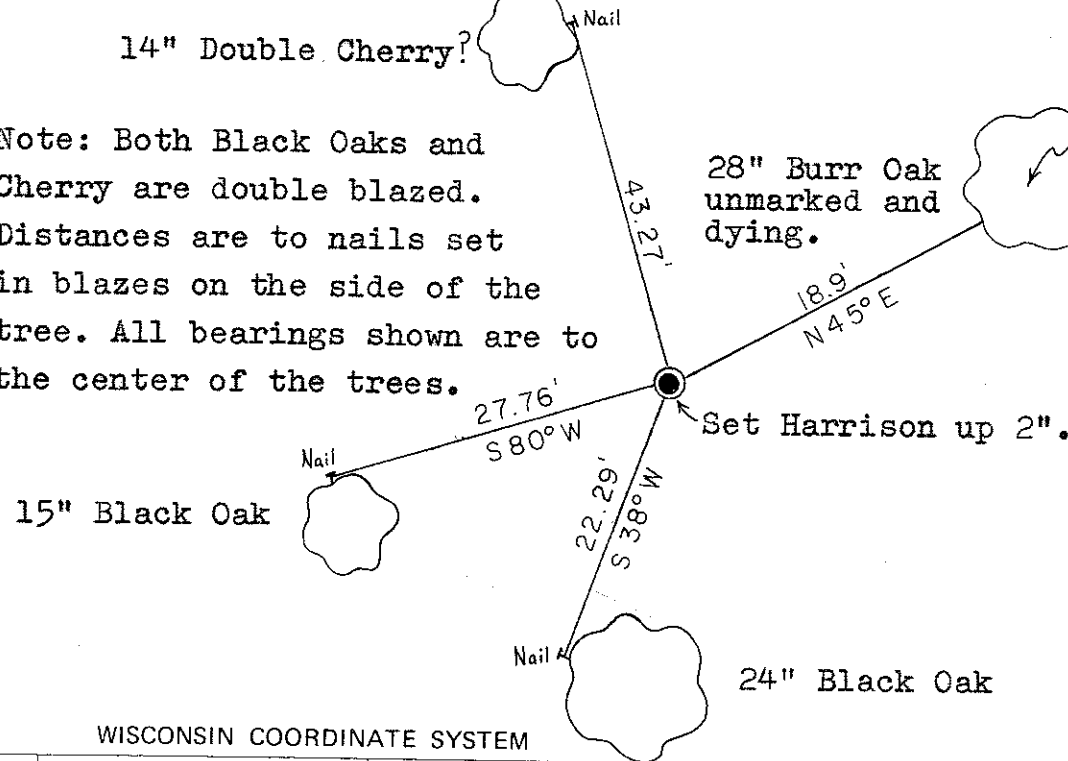 Nail
14" Double Cherry?
Note: Both Black Oaks and
Cherry are double blazed.
Distances are to nails set
in blazes on the side of the
tree. All bearings shown are to
the center of the trees.
43.27'
28" Burr Oak
unmarked and
dying.
18.9'
N 45° E
27.76'
S 80° W
Set Harrison up 2".
Nail
15" Black Oak
22.29'
S 38° W
Nail
24" Black Oak
WISCONSIN COORDINATE SYSTEM